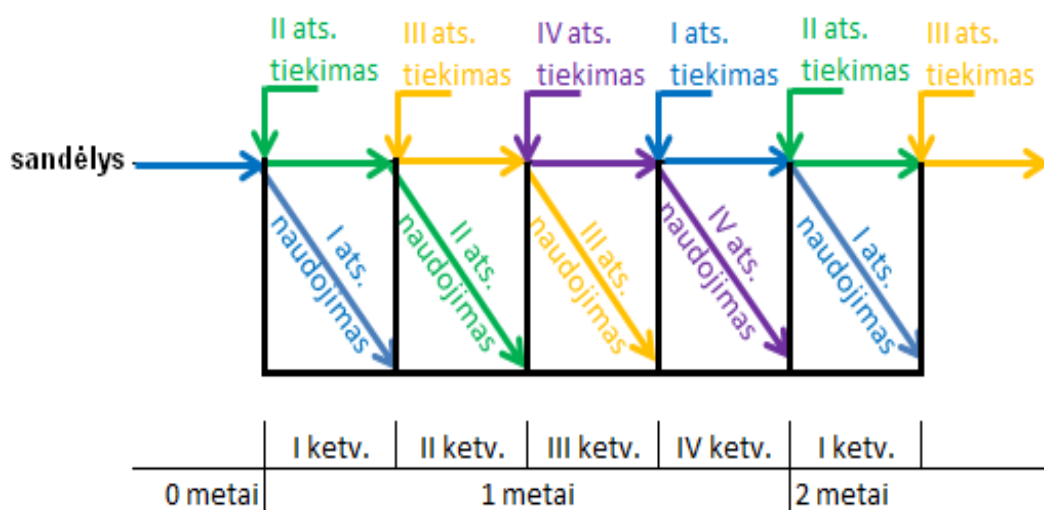 II ats.
tiekimas
III ats.
tiekimas
IV ats.
tiekimas
I ats.
tiekimas
II ats.
tiekimas
III ats.
tiekimas
sandėlys
I ats.
naudojimas
II ats.
naudojimas
III ats.
naudojimas
IV ats.
naudojimas
I ats.
naudojimas
I ketv.
II ketv.
III ketv.
IV ketv.
I ketv.
0 metai
1 metai
2 metai